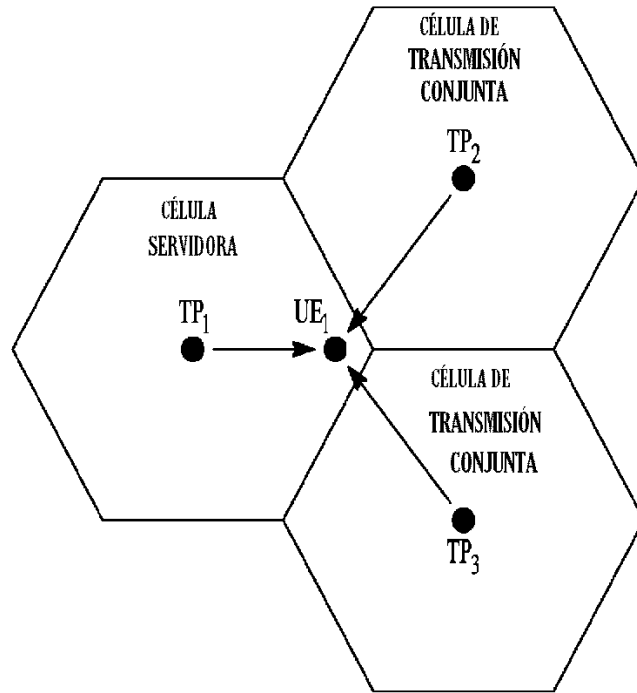 CÉLULA DE
TRANSMISIÓN
CONJUNTA
TP2
CÉLULA
SERVIDORA
TP1
UE1
CÉLULA DE
TRANSMISIÓN
CONJUNTA
TP3